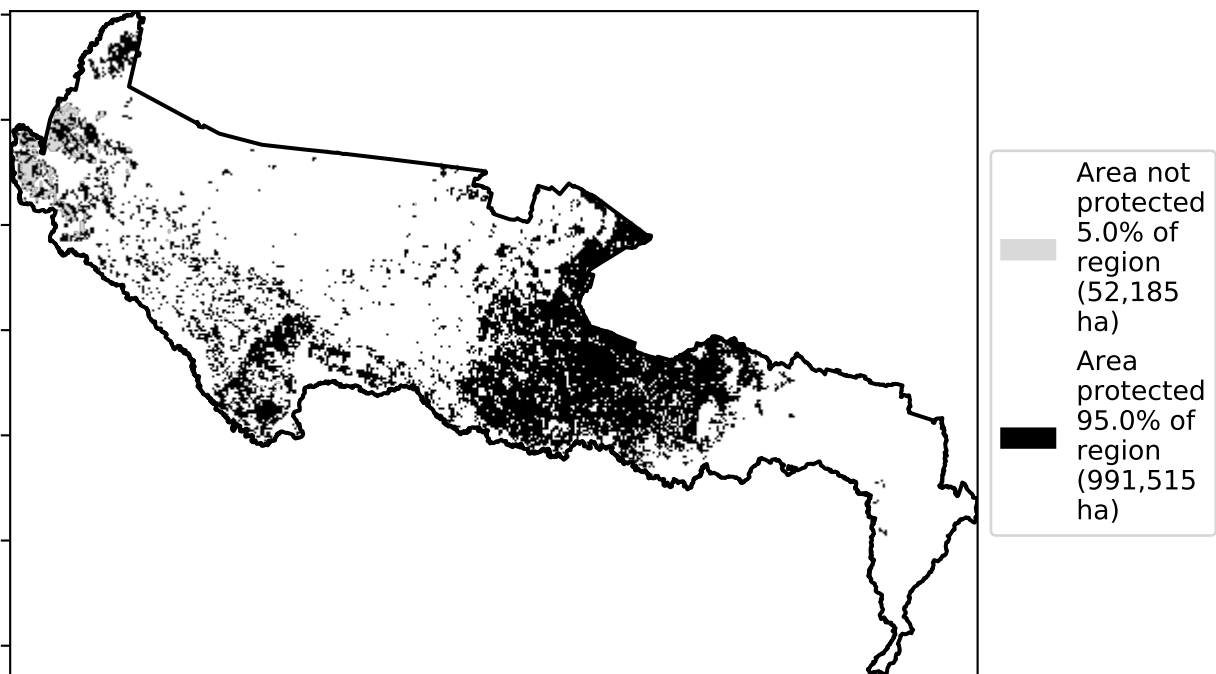 Area not
protected
5.0% of
region
(52,185
ha)
Area
protected
95.0% of
region
(991,515
ha)